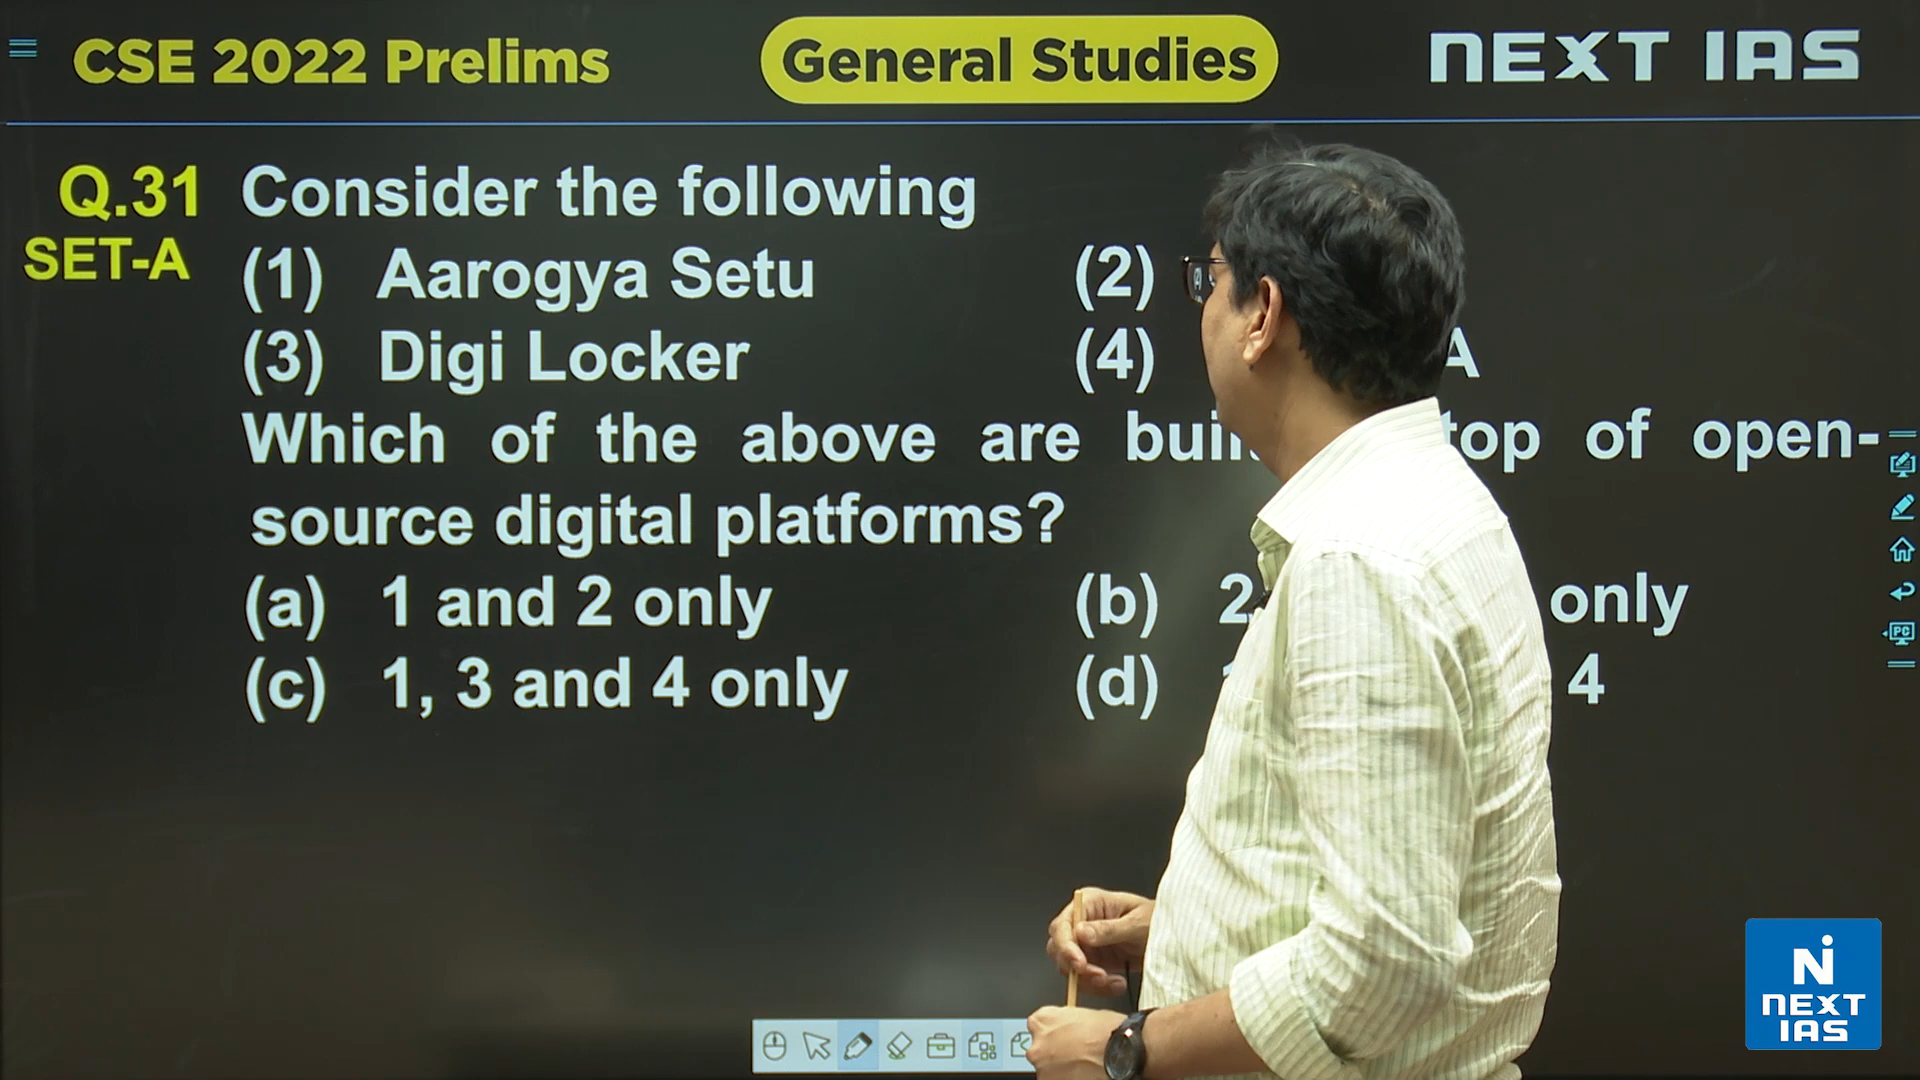 CSE 2022 Prelims General Studies NEXT IAS
Q.31 Consider the following
SET-A
(1) Aarogya Setu (2)
(3) Digi Locker (4) A
Which of the above are top of open-
source digital platforms?
(a) 1 and 2 only (b) 2, only
(c) 1, 3 and 4 only (d) 4
PC
N
NEXT
IAS